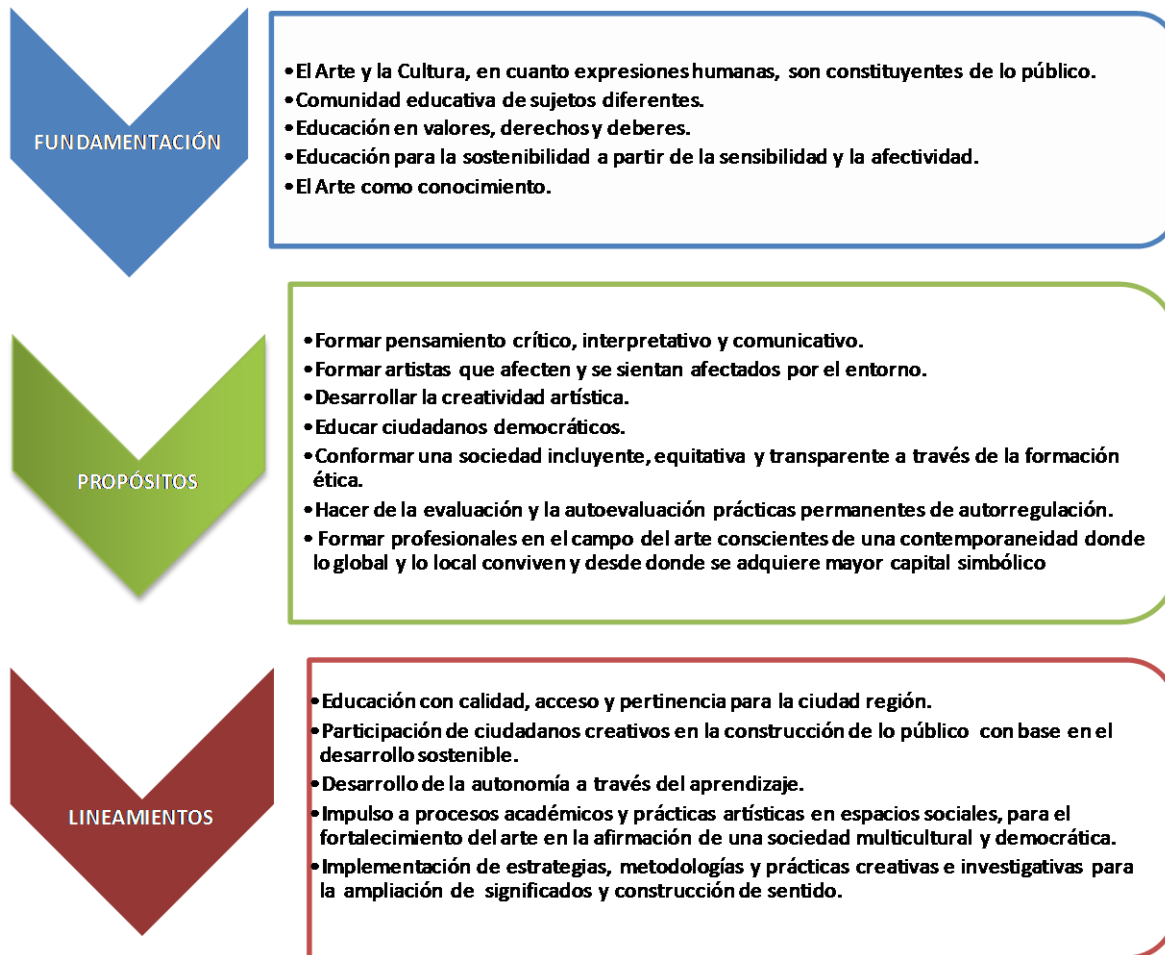 FUNDAMENTACIÓN
•El Arte y la Cultura, en cuanto expresiones humanas, son constituyentes de lo público.
•Comunidad educativa de sujetos diferentes.
•Educación en valores, derechos y deberes.
•Educación para la sostenibilidad a partir de la sensibilidad y la afectividad.
•El Arte como conocimiento.
PROPÓSITOS
•Formar pensamiento crítico, interpretativo y comunicativo.
•Formar artistas que afecten y se sientan afectados por el entorno.
•Desarrollar la creatividad artística.
•Educar ciudadanos democráticos.
•Conformar una sociedad incluyente, equitativa y transparente a través de la formación
ética.
•Hacer de la evaluación y la autoevaluación prácticas permanentes de autorregulación.
• Formar profesionales en el campo del arte conscientes de una contemporaneidad donde
lo global y lo local conviven y desde donde se adquiere mayor capital simbólico
LINEAMIENTOS
•Educación con calidad, acceso y pertinencia para la ciudad región.
•Participación de ciudadanos creativos en la construcción de lo público con base en el
desarrollo sostenible.
•Desarrollo de la autonomía a través del aprendizaje.
•Impulso a procesos académicos y prácticas artísticas en espacios sociales, para el
fortalecimiento del arte en la afirmación de una sociedad multicultural y democrática.
•Implementación de estrategias, metodologías y prácticas creativas e investigativas para
la ampliación de significados y construcción de sentido.